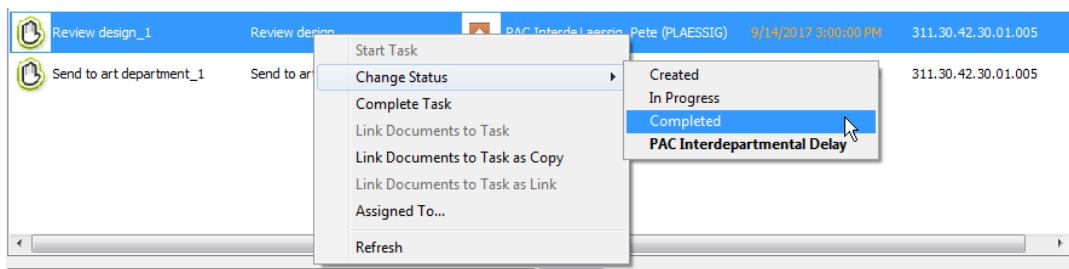 Review design_1 Review design PAC Interde Laessig, Pete (PLAESSIG) 9/14/2017 3:00:00 PM 311.30.42.30.01.005
Start Task
Send to art department_1 Send to ar Change Status Created 311.30.42.30.01.005
In Progress
Complete Task
Completed
Link Documents to Task
PAC Interdepartmental Delay
Link Documents to Task as Copy
Link Documents to Task as Link
Assigned To...
Refresh